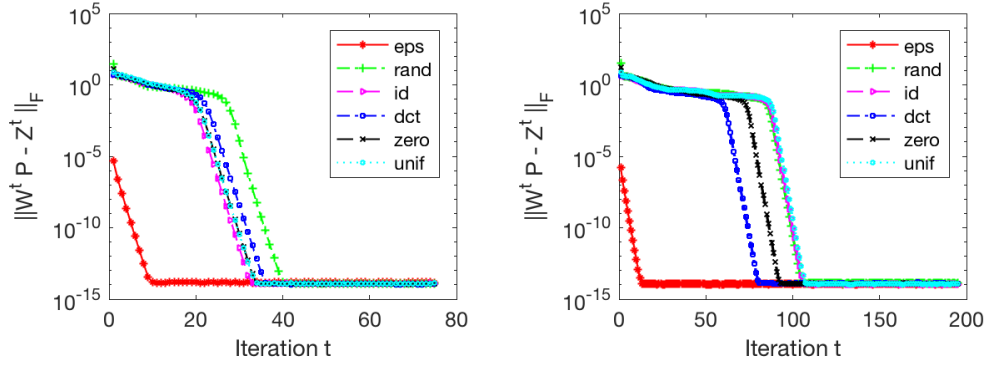 10^5
10^0
10^-5
10^-10
10^-15
||W^t P - Z^t ||_F
eps
rand
id
dct
zero
unif
0 20 40 60 80
Iteration t
10^5
10^0
10^-5
10^-10
10^-15
||W^t P - Z^t ||_F
eps
rand
id
dct
zero
unif
0 50 100 150 200
Iteration t